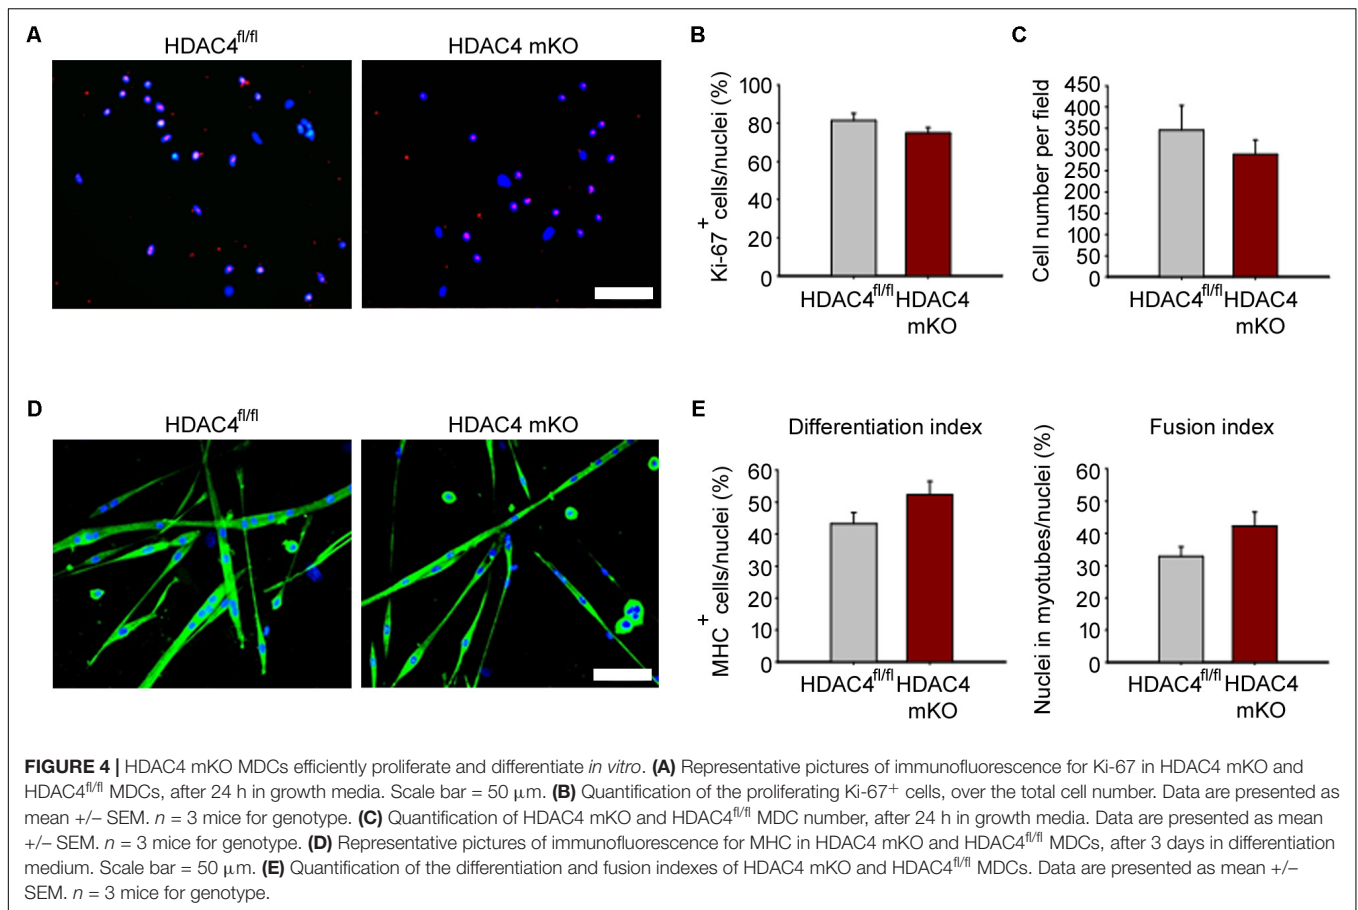 A
HDAC4fl/fl
HDAC4 mKO
B
Ki-67+ cells/nuclei (%)
100
80
60
40
20
0
HDAC4fl/fl HDAC4
mKO
C
Cell number per field
450
400
350
300
250
200
150
100
50
0
HDAC4fl/fl HDAC4
mKO
D
HDAC4fl/fl
HDAC4 mKO
E
Differentiation index
MHC+ cells/nuclei (%)
60
50
40
30
20
10
0
HDAC4fl/fl HDAC4
mKO
Fusion index
Nuclei in myotubes/nuclei (%)
60
50
40
30
20
10
0
HDAC4fl/fl HDAC4
mKO
FIGURE 4 | HDAC4 mKO MDCs efficiently proliferate and differentiate in vitro. (A) Representative pictures of immunofluorescence for Ki-67 in HDAC4 mKO and
HDAC4fl/fl MDCs, after 24 h in growth media. Scale bar = 50 μm. (B) Quantification of the proliferating Ki-67+ cells, over the total cell number. Data are presented as
mean +/– SEM. n = 3 mice for genotype. (C) Quantification of HDAC4 mKO and HDAC4fl/fl MDC number, after 24 h in growth media. Data are presented as mean
+/– SEM. n = 3 mice for genotype. (D) Representative pictures of immunofluorescence for MHC in HDAC4 mKO and HDAC4fl/fl MDCs, after 3 days in differentiation
medium. Scale bar = 50 μm. (E) Quantification of the differentiation and fusion indexes of HDAC4 mKO and HDAC4fl/fl MDCs. Data are presented as mean +/–
SEM. n = 3 mice for genotype.